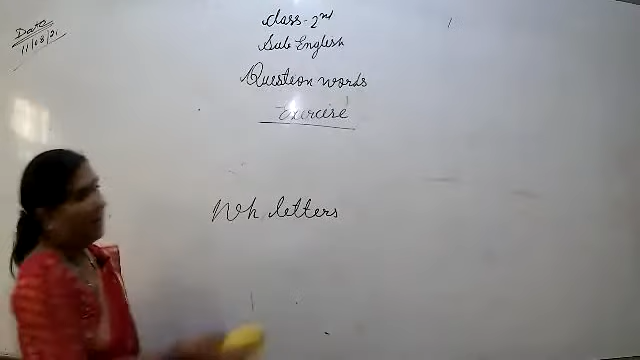 Date
11/08/21
Class - 2nd
Sub English
Question words
Exercise
Wh letters